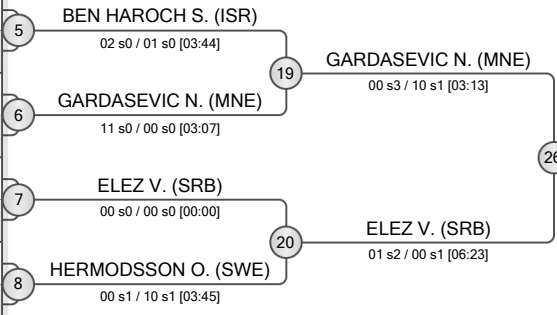 BEN HAROCH S. (ISR)
5
02 s0 / 01 s0 [03:44]
19
GARDASEVIC N. (MNE)
00 s3 / 10 s1 [03:13]
GARDASEVIC N. (MNE)
6
11 s0 / 00 s0 [03:07]
26
ELEZ V. (SRB)
7
00 s0 / 00 s0 [00:00]
20
ELEZ V. (SRB)
01 s2 / 00 s1 [06:23]
HERMODSSON O. (SWE)
8
00 s1 / 10 s1 [03:45]